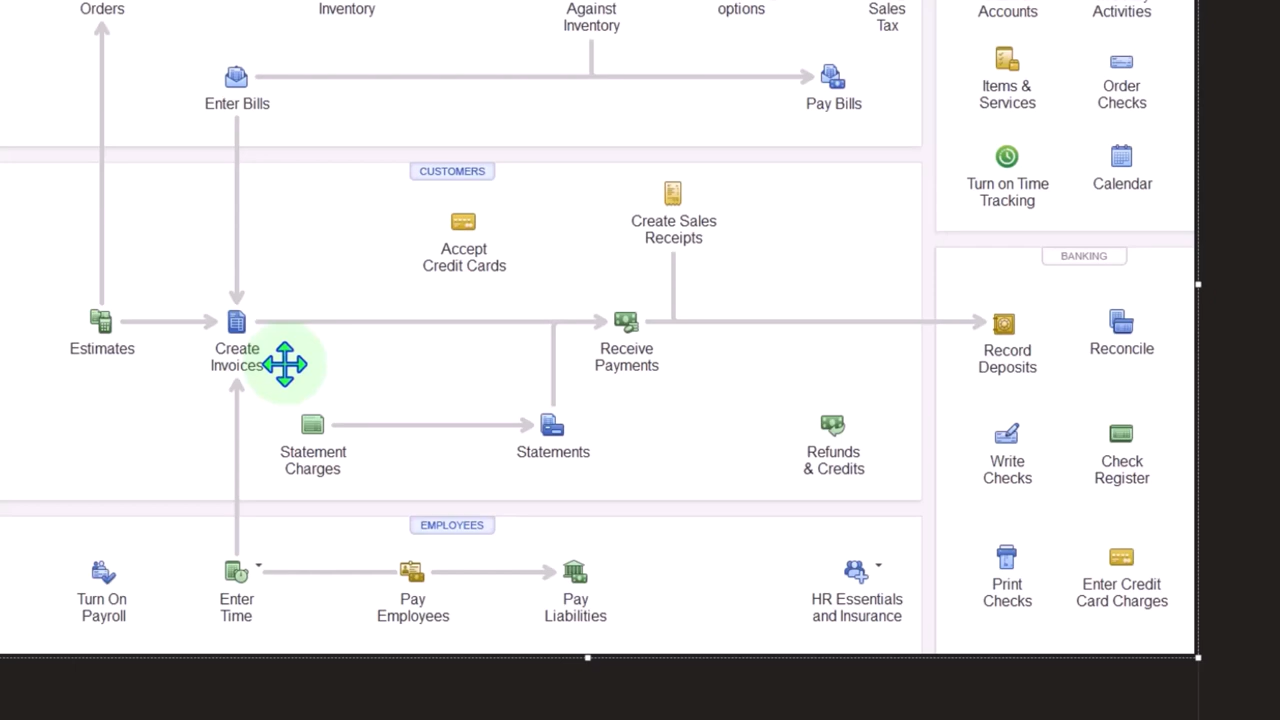 Orders
Inventory
Against
Inventory
options
Sales
Tax
Enter Bills
Pay Bills
CUSTOMERS
Create Sales
Receipts
Accept
Credit Cards
Estimates
Create
Invoices
Receive
Payments
Statement
Charges
Statements
Refunds
& Credits
EMPLOYEES
Turn On
Payroll
Enter
Time
Pay
Employees
Pay
Liabilities
HR Essentials
and Insurance
Accounts
Activities
Items &
Services
Order
Checks
Turn on Time
Tracking
Calendar
BANKING
Record
Deposits
Reconcile
Write
Checks
Check
Register
Print
Checks
Enter Credit
Card Charges